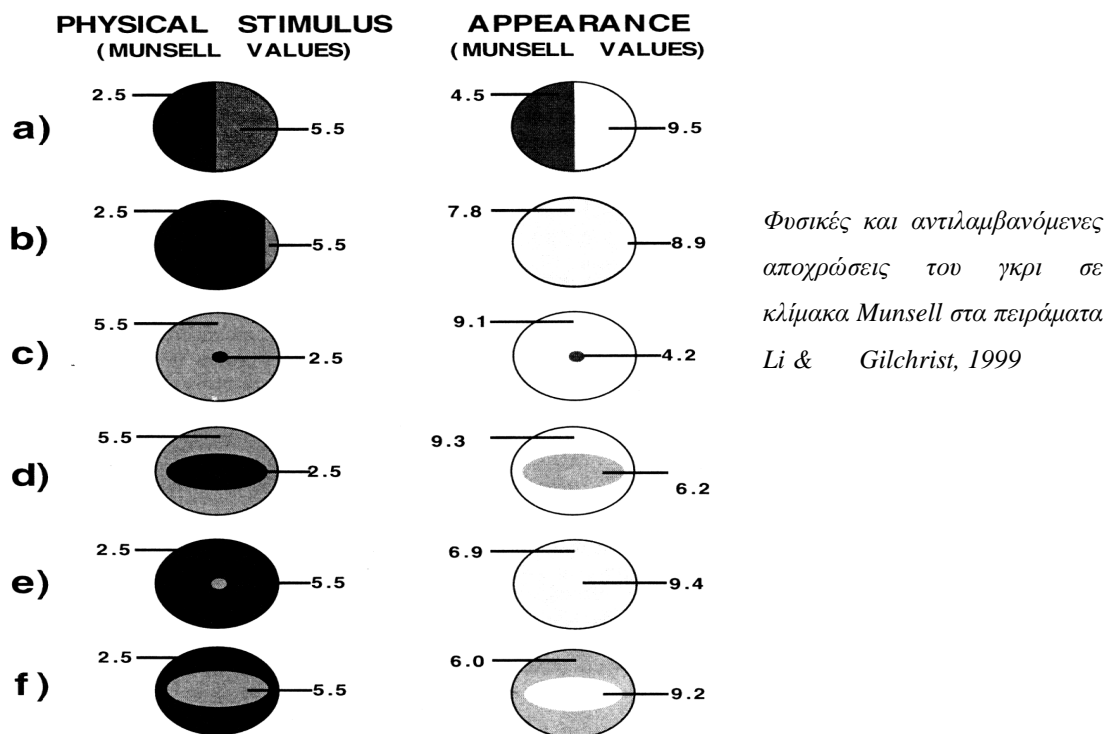 PHYSICAL STIMULUS
(MUNSELL VALUES)
APPEARANCE
(MUNSELL VALUES)
a)
2.5
5.5
4.5
9.5
b)
2.5
5.5
7.8
8.9
c)
5.5
2.5
9.1
4.2
d)
5.5
2.5
9.3
6.2
e)
2.5
5.5
6.9
9.4
f)
2.5
5.5
6.0
9.2
Φυσικές και αντιλαμβανόμενες
αποχρώσεις του γκρι σε
κλίμακα Munsell στα πειράματα
Li & Gilchrist, 1999